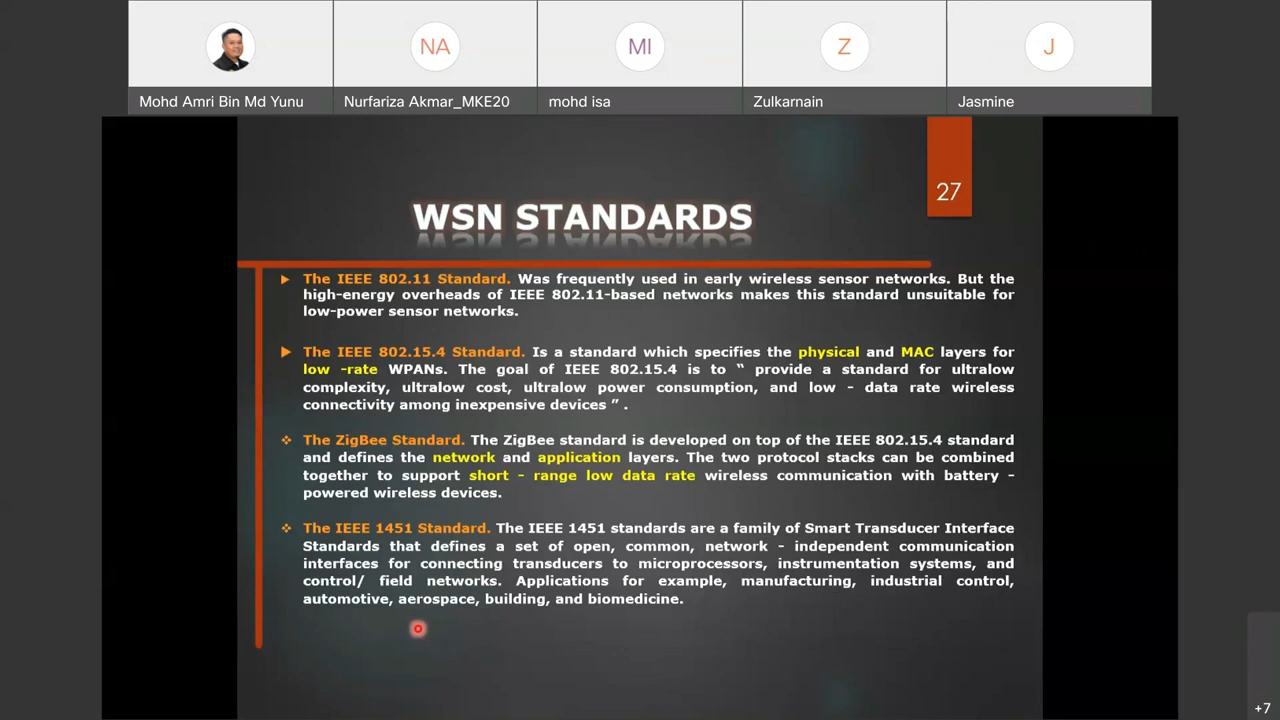 NA
MI
Z
J
Mohd Amri Bin Md Yunu
Nurfariza Akmar_MKE20
mohd isa
Zulkarnain
Jasmine
27
WSN STANDARDS
The IEEE 802.11 Standard. Was frequently used in early wireless sensor networks. But the
high-energy overheads of IEEE 802.11-based networks makes this standard unsuitable for
low-power sensor networks.
The IEEE 802.15.4 Standard. Is a standard which specifies the physical and MAC layers for
low -rate WPANs. The goal of IEEE 802.15.4 is to “ provide a standard for ultralow
complexity, ultralow cost, ultralow power consumption, and low - data rate wireless
connectivity among inexpensive devices ” .
The ZigBee Standard. The ZigBee standard is developed on top of the IEEE 802.15.4 standard
and defines the network and application layers. The two protocol stacks can be combined
together to support short - range low data rate wireless communication with battery -
powered wireless devices.
The IEEE 1451 Standard. The IEEE 1451 standards are a family of Smart Transducer Interface
Standards that defines a set of open, common, network - independent communication
interfaces for connecting transducers to microprocessors, instrumentation systems, and
control/ field networks. Applications for example, manufacturing, industrial control,
automotive, aerospace, building, and biomedicine.
+7